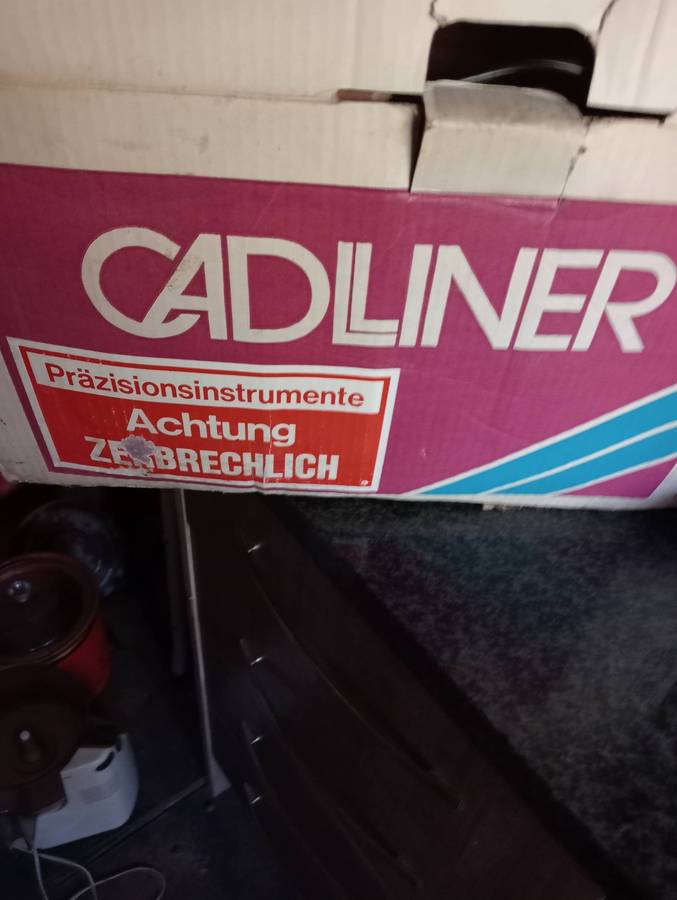 CADLINER
Präzisionsinstrumente
Achtung
ZERBRECHLICH